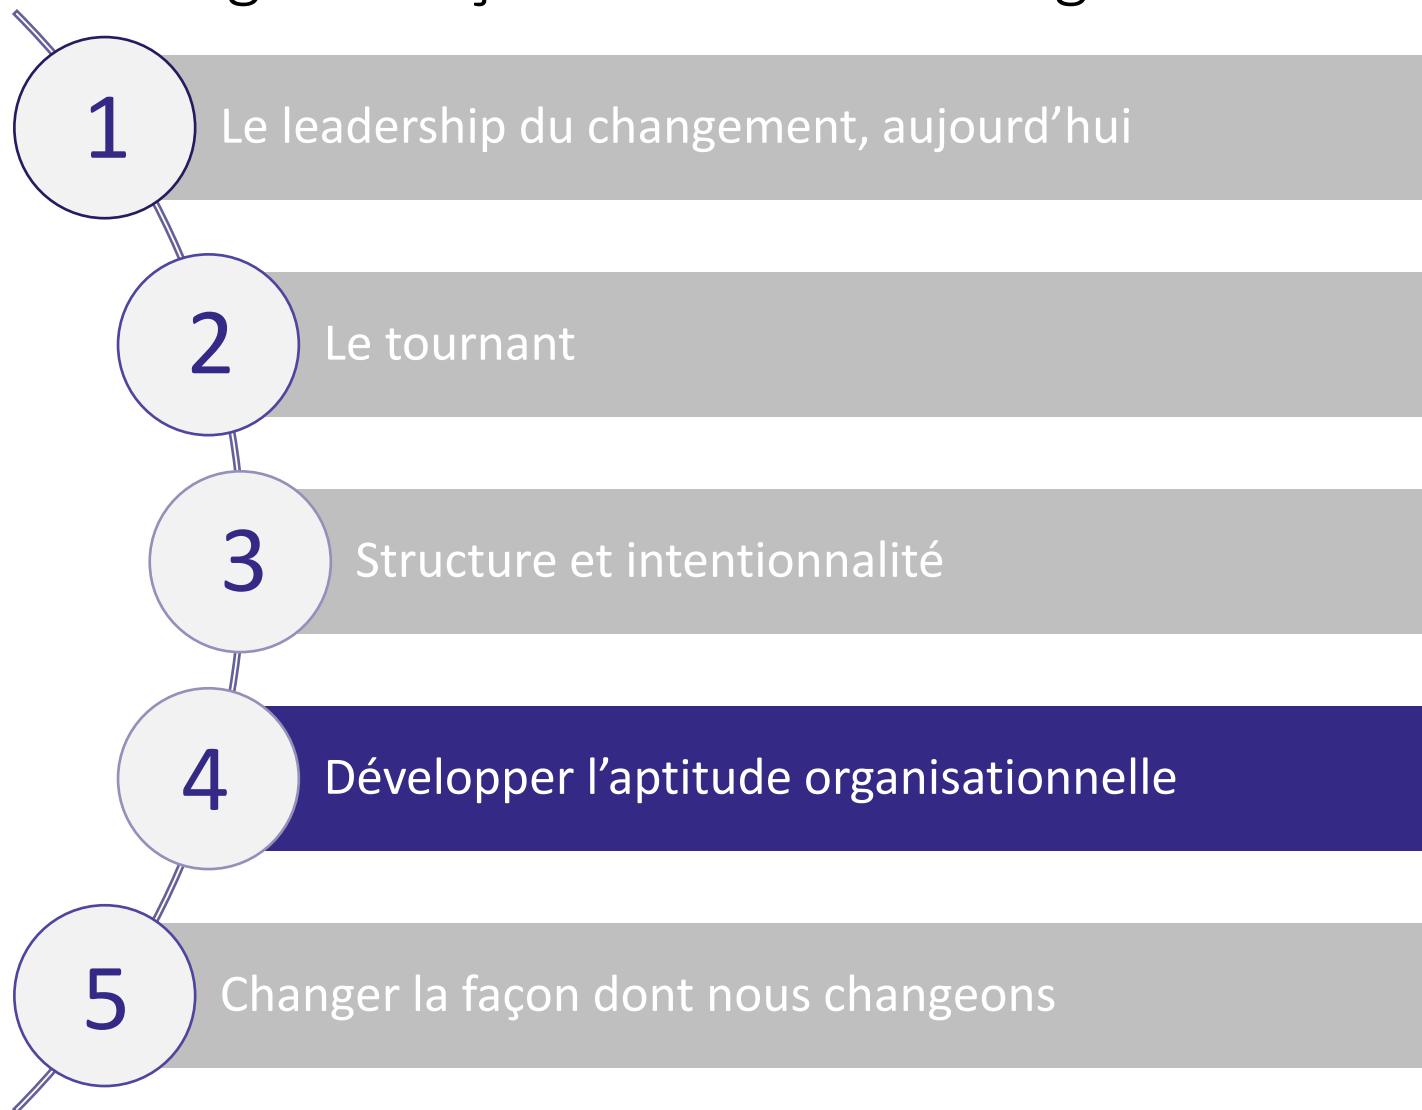 1
Le leadership du changement, aujourd’hui
2
Le tournant
3
Structure et intentionnalité
4
Développer l’aptitude organisationnelle
5
Changer la façon dont nous changeons